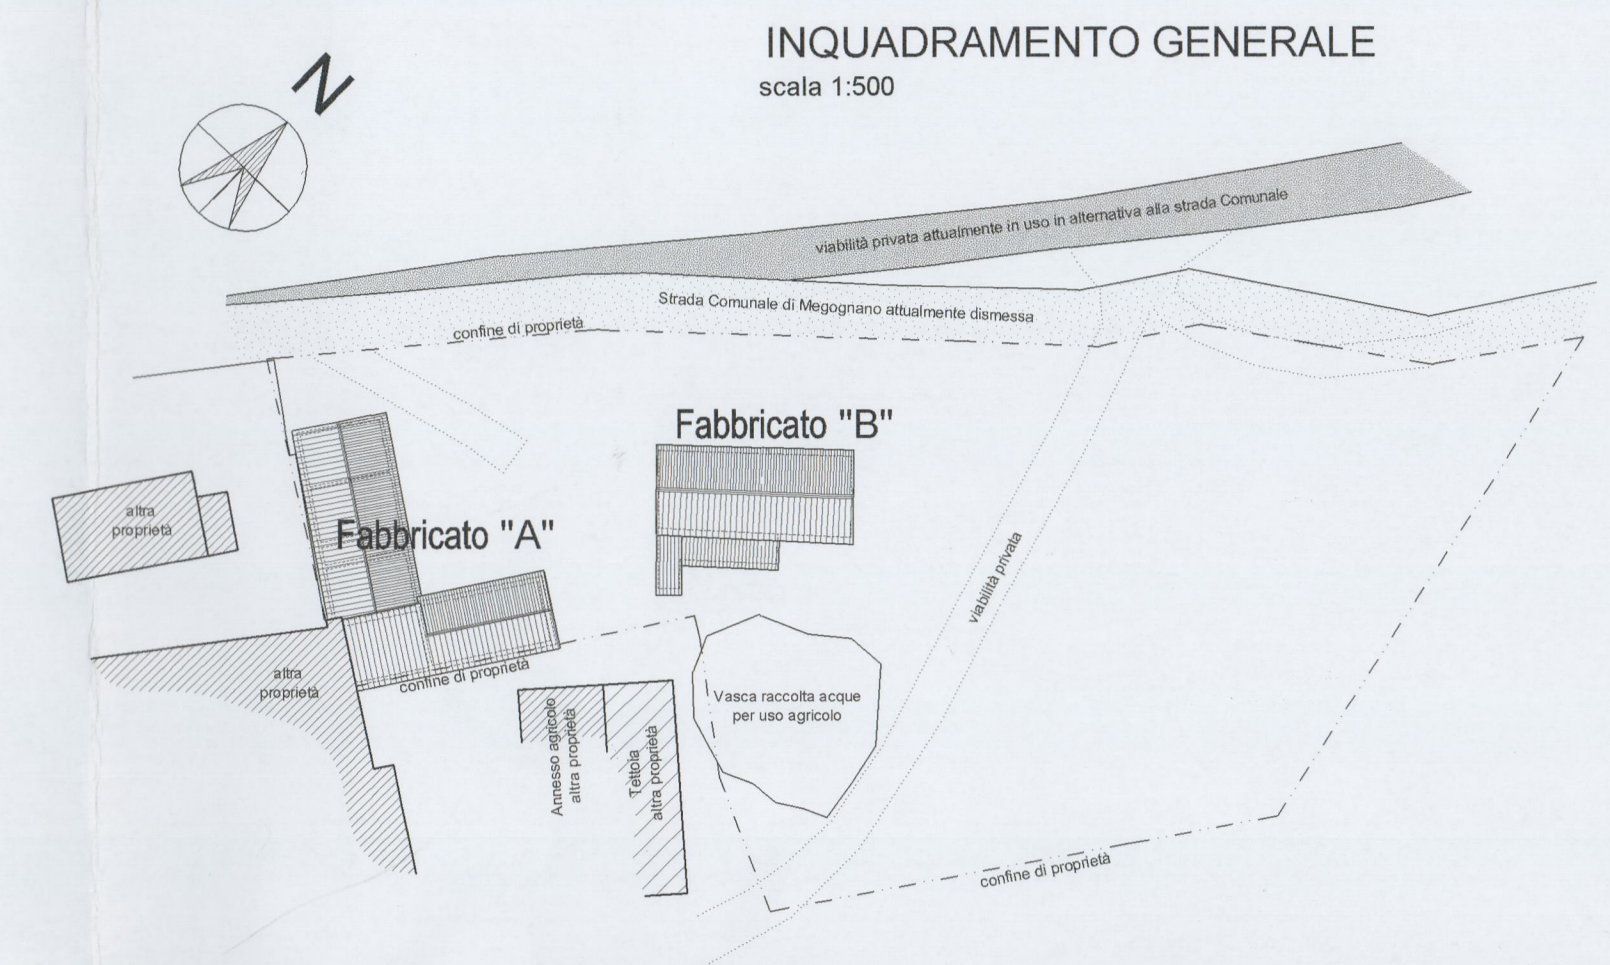 INQUADRAMENTO GENERALE
scala 1:500
N
viabilità privata attualmente in uso in alternativa alla strada Comunale
Strada Comunale di Megognano attualmente dismessa
confine di proprietà
Fabbricato "B"
Fabbricato "A"
altra
proprietà
viabilità privata
altra
proprietà
confine di proprietà
Vasca raccolta acque
per uso agricolo
Annesso agricolo
altra proprietà
Tettoia
altra proprietà
confine di proprietà